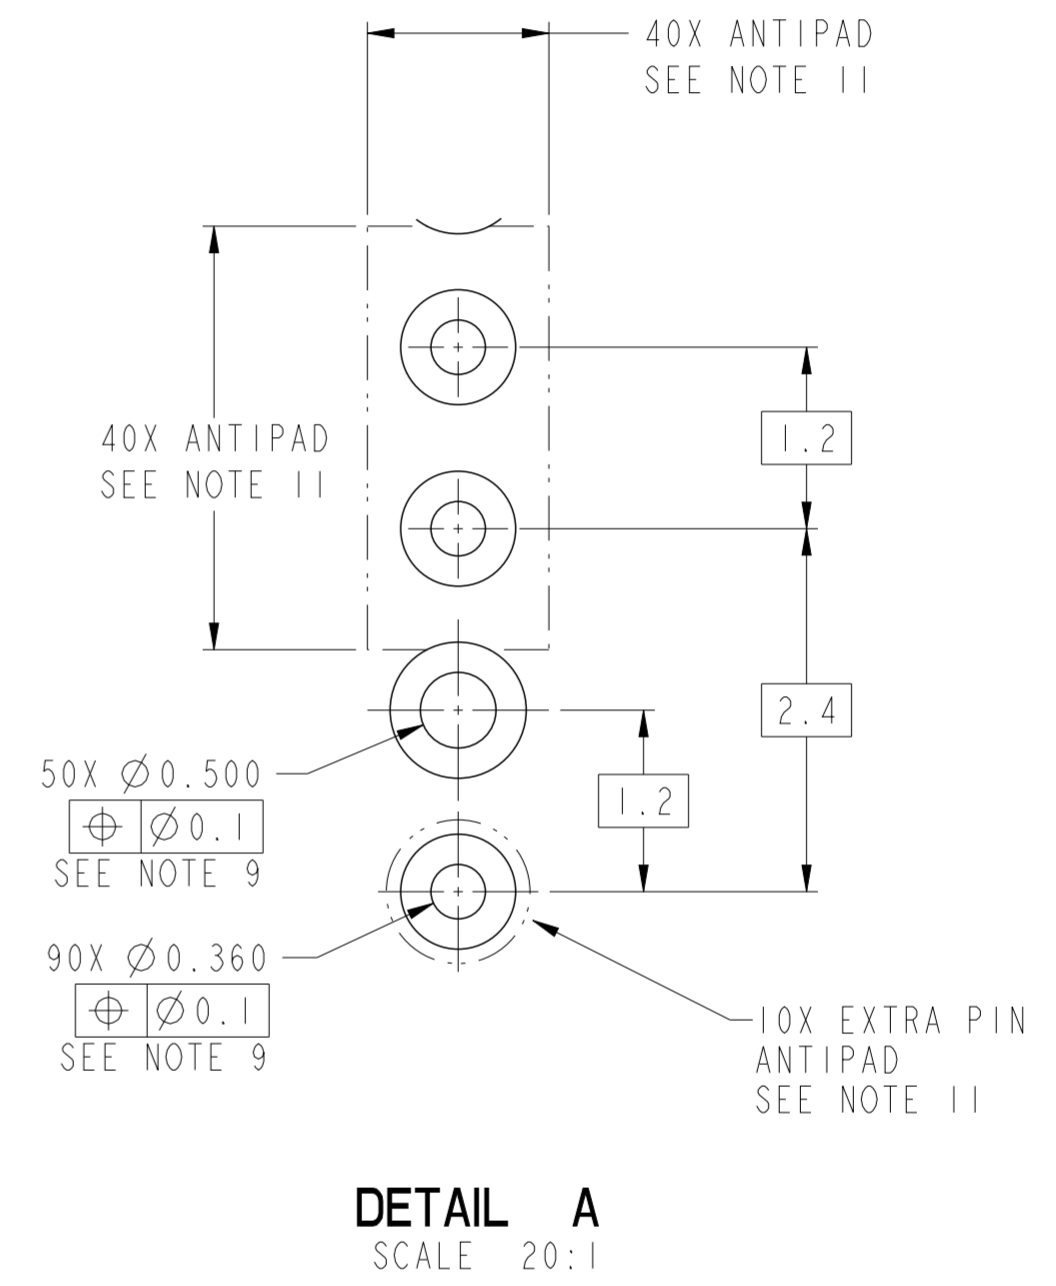 40X ANTIPAD
SEE NOTE 11
40X ANTIPAD
SEE NOTE 11
1.2
2.4
1.2
50X ∅0.500
⌖ ∅0.1
SEE NOTE 9
90X ∅0.360
⌖ ∅0.1
SEE NOTE 9
10X EXTRA PIN
ANTIPAD
SEE NOTE 11
DETAIL A
SCALE 20:1